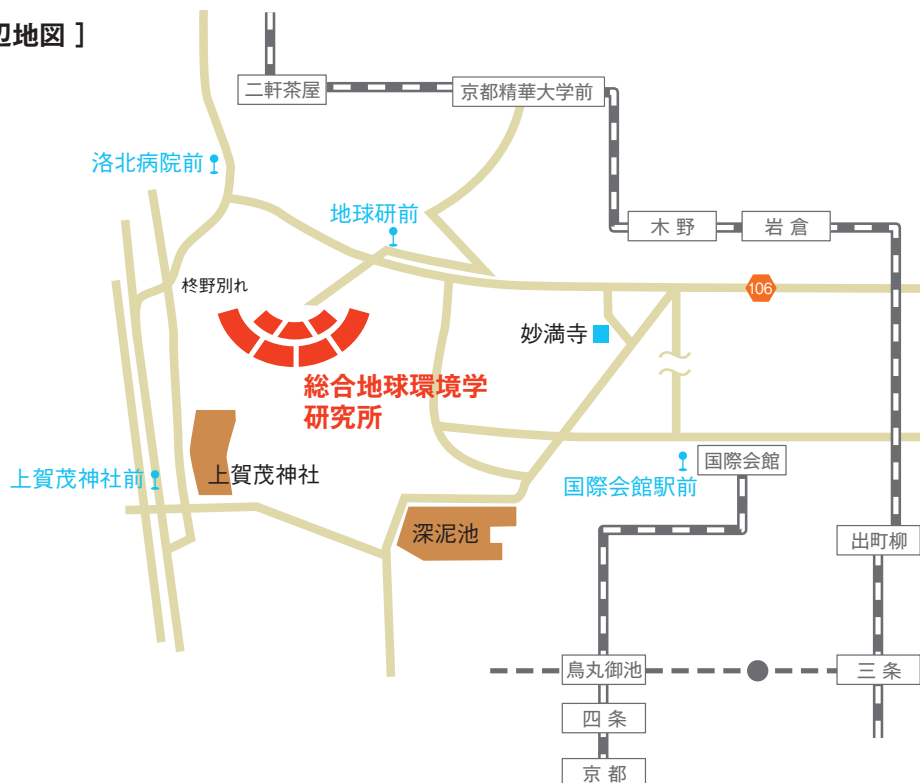 辺地図 ]
二軒茶屋
京都精華大学前
洛北病院前
地球研前
木野
岩倉
柊野別れ
106
妙満寺
総合地球環境学
研究所
上賀茂神社前
上賀茂神社
国際会館
国際会館駅前
深泥池
出町柳
烏丸御池
三条
四条
京都